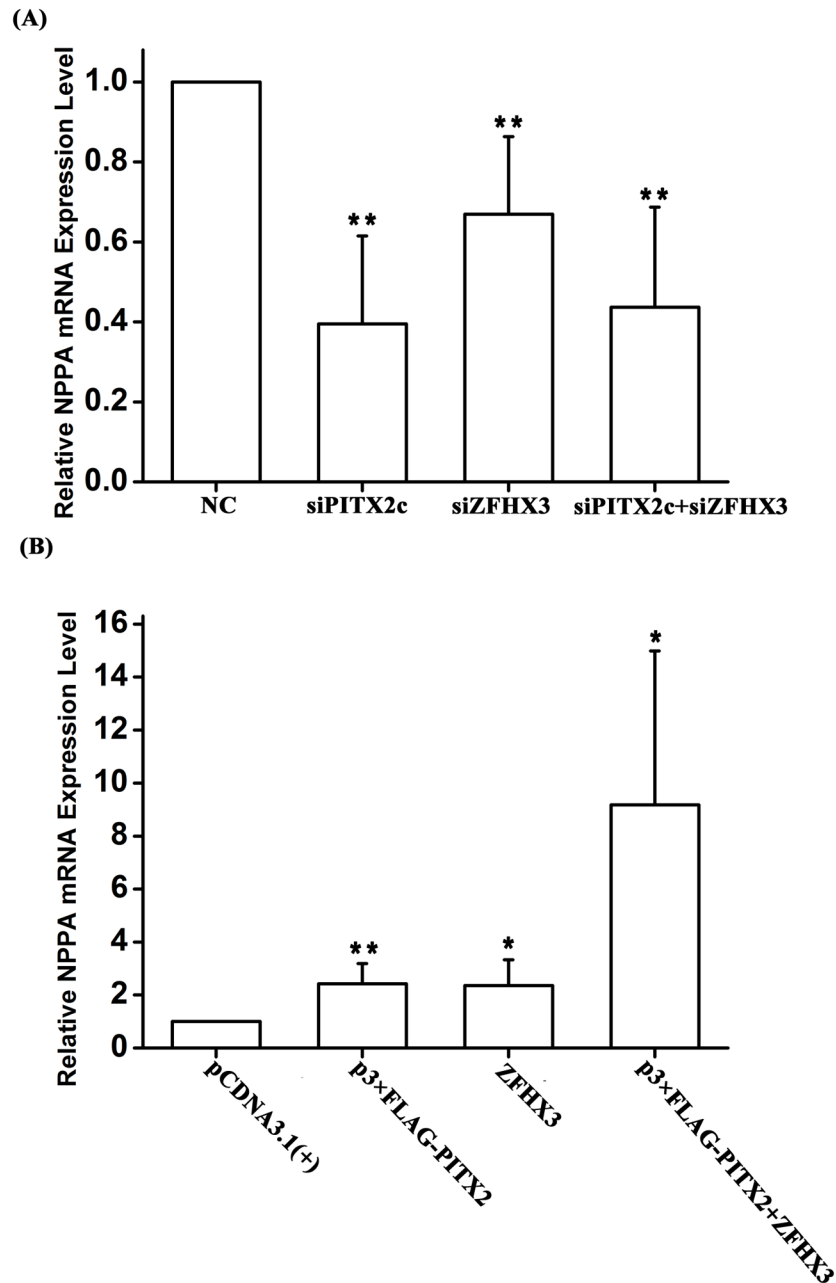 (A)
Relative NPPA mRNA Expression Level
1.0
0.8
0.6
0.4
0.2
0.0
**
**
**
NC
siPITX2c
siZFHX3
siPITX2c+siZFHX3
(B)
Relative NPPA mRNA Expression Level
16
14
12
10
8
6
4
2
0
**
*
*
pCDNA3.1(+)
p3×FLAG-PITX2
ZFHX3
p3×FLAG-PITX2+ZFHX3